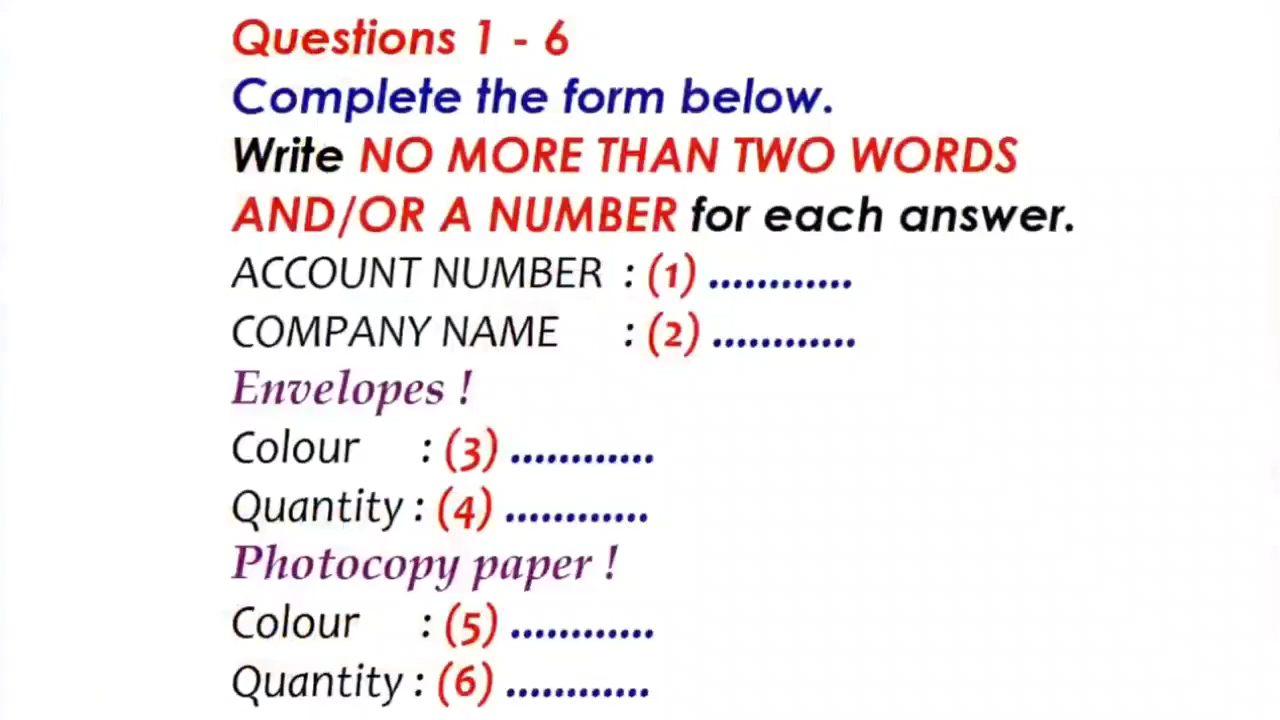 Questions 1 - 6
Complete the form below.
Write NO MORE THAN TWO WORDS
AND/OR A NUMBER for each answer.
ACCOUNT NUMBER : (1) ............
COMPANY NAME : (2) ............
Envelopes !
Colour : (3) ............
Quantity : (4) ............
Photocopy paper !
Colour : (5) ............
Quantity : (6) ............